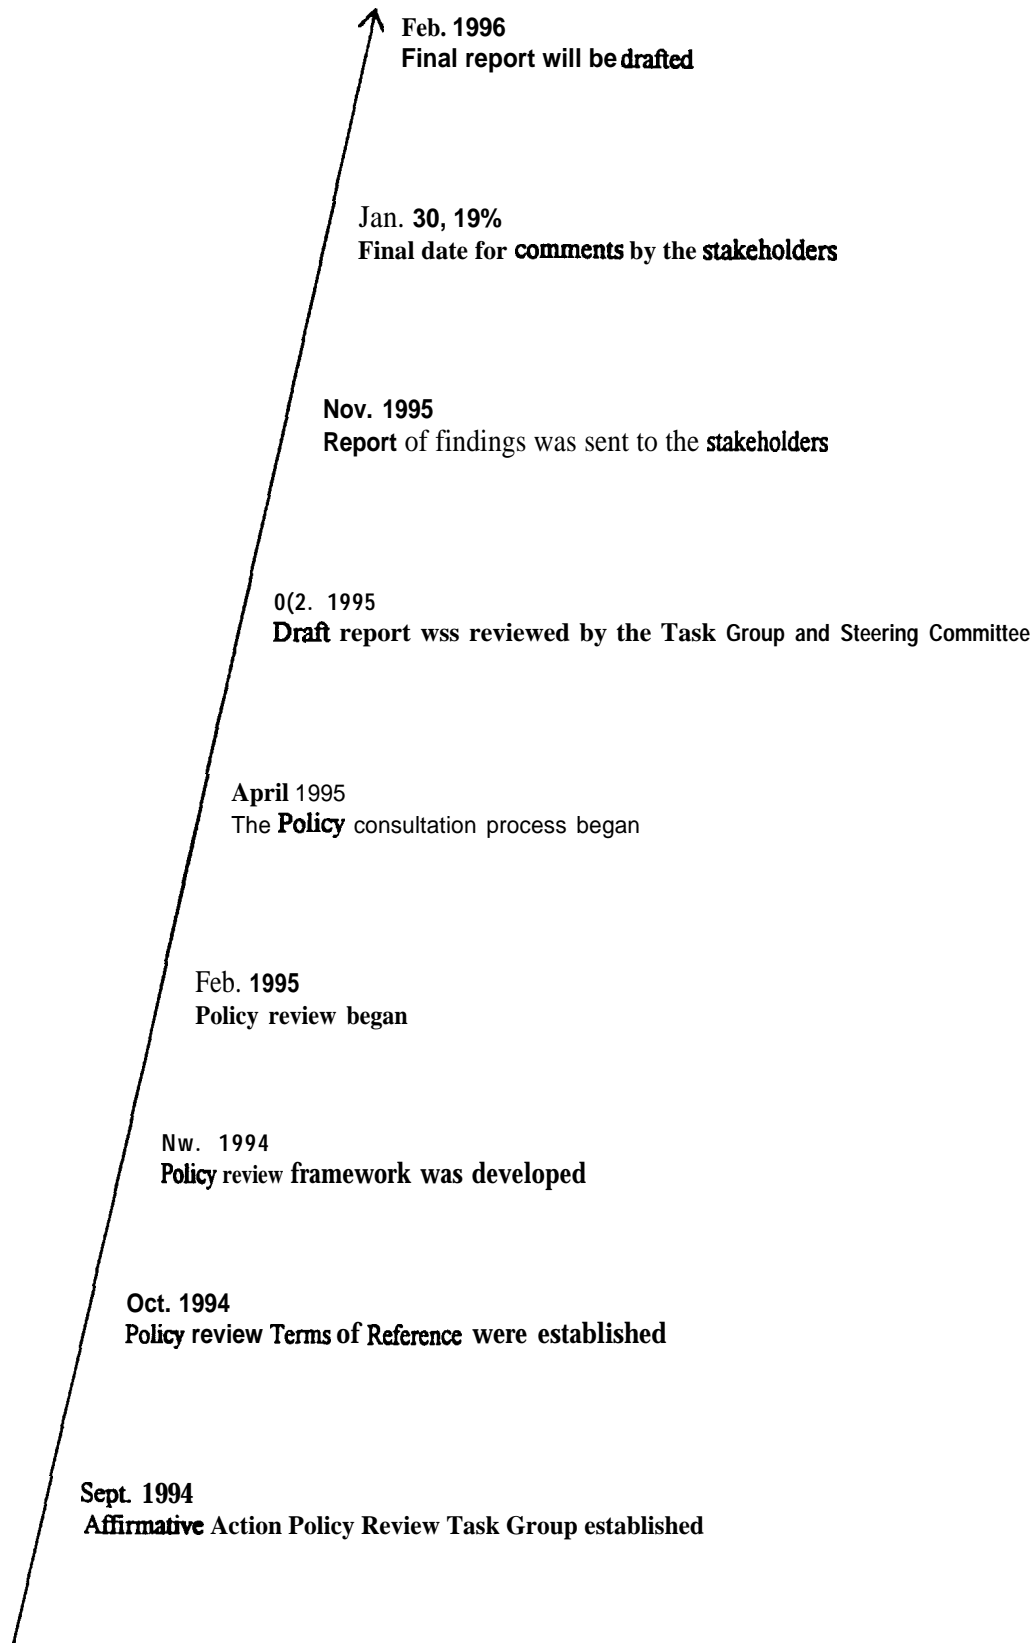 Feb. 1996
Final report will be drafted
Jan. 30, 19%
Final date for comments by the stakeholders
Nov. 1995
Report of findings was sent to the stakeholders
0(2. 1995
Draft report wss reviewed by the Task Group and Steering Committee
April 1995
The Policy consultation process began
Feb. 1995
Policy review began
Nw. 1994
Policy review framework was developed
Oct. 1994
Policy review Terms of Reference were established
Sept. 1994
Affirmative Action Policy Review Task Group established